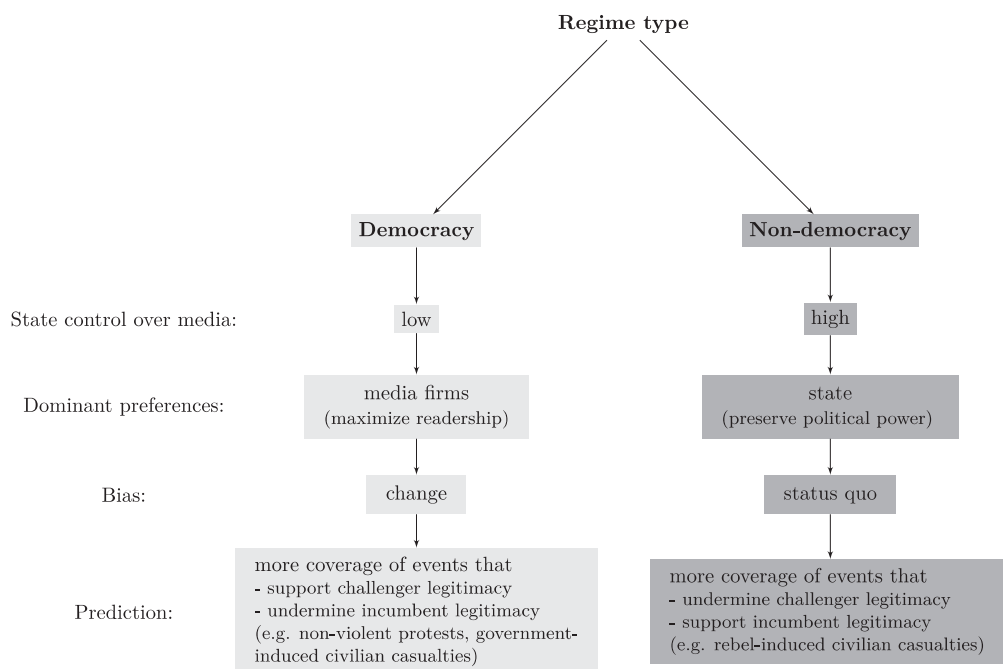 Regime type
Democracy
Non-democracy
State control over media:
low
high
Dominant preferences:
media firms
(maximize readership)
state
(preserve political power)
Bias:
change
status quo
Prediction:
more coverage of events that
- support challenger legitimacy
- undermine incumbent legitimacy
(e.g. non-violent protests, government-
induced civilian casualties)
more coverage of events that
- undermine challenger legitimacy
- support incumbent legitimacy
(e.g. rebel-induced civilian casualties)